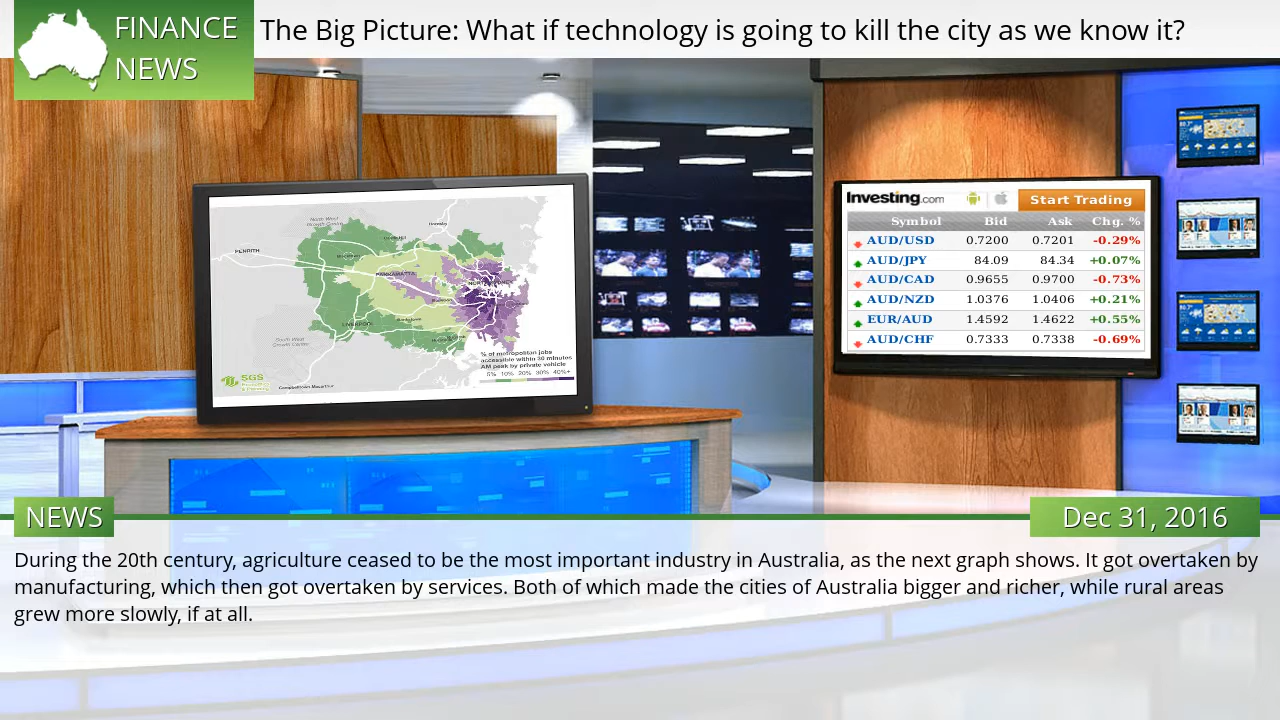 FINANCE
NEWS
The Big Picture: What if technology is going to kill the city as we know it?
PENRITH
PARRAMATTA
LIVERPOOL
% of metropolitan jobs
accessible within 30 minutes
AM peak by private vehicle
5% 10% 20% 30% 40%+
SGS
Investing.com
Start Trading
Symbol Bid Ask Chg. %
AUD/USD 0.7200 0.7201 -0.29%
AUD/JPY 84.09 84.34 +0.07%
AUD/CAD 0.9655 0.9700 -0.73%
AUD/NZD 1.0376 1.0406 +0.21%
EUR/AUD 1.4592 1.4622 +0.55%
AUD/CHF 0.7333 0.7338 -0.69%
NEWS
Dec 31, 2016
During the 20th century, agriculture ceased to be the most important industry in Australia, as the next graph shows. It got overtaken by
manufacturing, which then got overtaken by services. Both of which made the cities of Australia bigger and richer, while rural areas
grew more slowly, if at all.